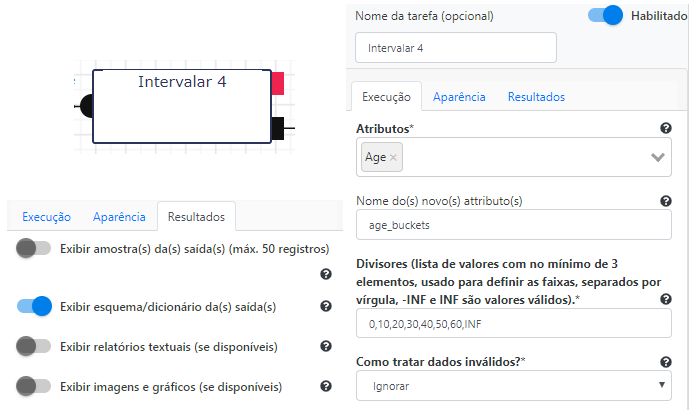 Intervalar 4
Execução
Aparência
Resultados
Exibir amostra(s) da(s) saída(s) (máx. 50 registros)
Exibir esquema/dicionário da(s) saída(s)
Exibir relatórios textuais (se disponíveis)
Exibir imagens e gráficos (se disponíveis)
Nome da tarefa (opcional)
Habilitado
Intervalar 4
Execução
Aparência
Resultados
Atributos*
Age ×
Nome do(s) novo(s) attributo(s)
age_buckets
Divisores (lista de valores com no mínimo de 3
elementos, usado para definir as faixas, separados por
vírgula, -INF e INF são valores válidos).*
0,10,20,30,40,50,60,INF
Como tratar dados inválidos?*
Ignorar